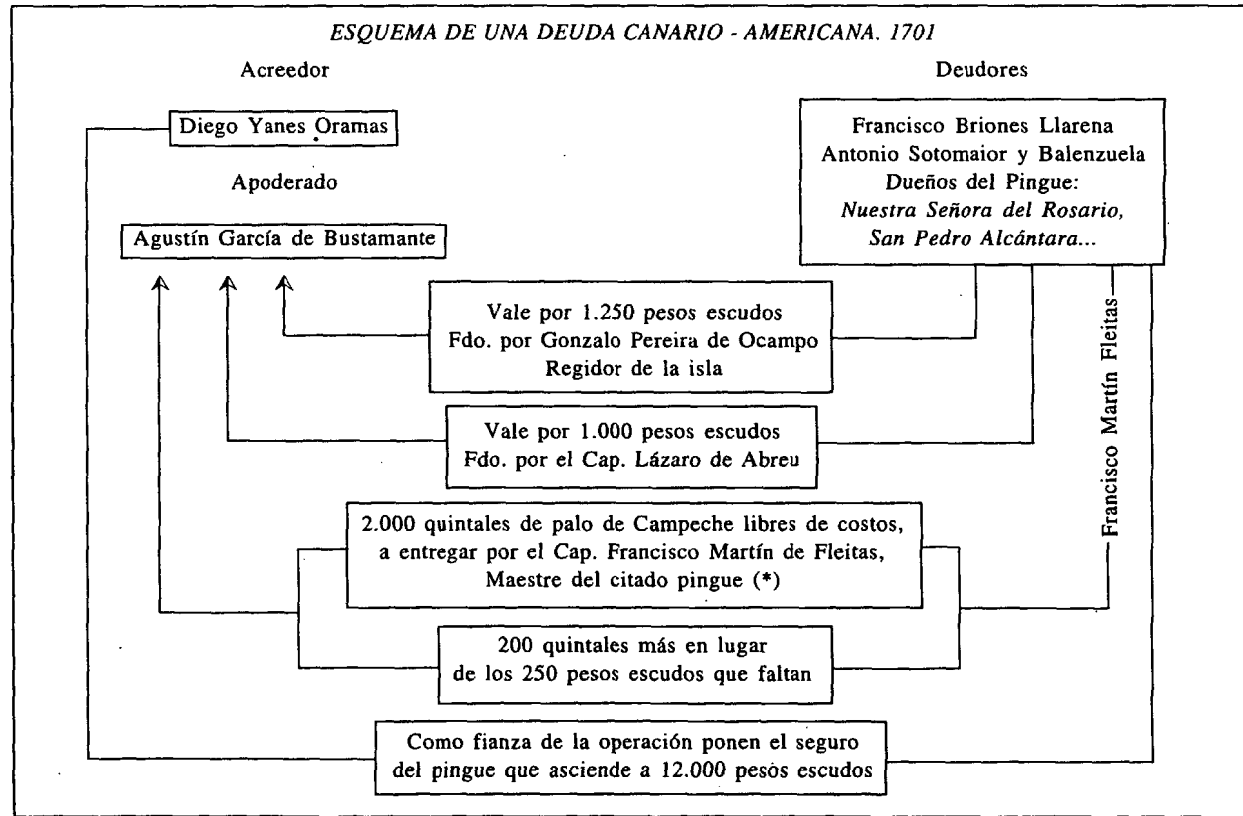 ESQUEMA DE UNA DEUDA CANARIO - AMERICANA. 1701
Acreedor
Deudores
Diego Yanes Oramas
Francisco Briones Llarena
Antonio Sotomaior y Balenzuela
Dueños del Pingue:
Nuestra Señora del Rosario,
San Pedro Alcántara...
Apoderado
Agustín García de Bustamante
Vale por 1.250 pesos escudos
Fdo. por Gonzalo Pereira de Ocampo
Regidor de la isla
Vale por 1.000 pesos escudos
Fdo. por el Cap. Lázaro de Abreu
Francisco Martín Fleitas
2.000 quintales de palo de Campeche libres de costos,
a entregar por el Cap. Francisco Martín de Fleitas,
Maestre del citado pingue (*)
200 quintales más en lugar
de los 250 pesos escudos que faltan
Como fianza de la operación ponen el seguro
del pingue que asciende a 12.000 pesos escudos